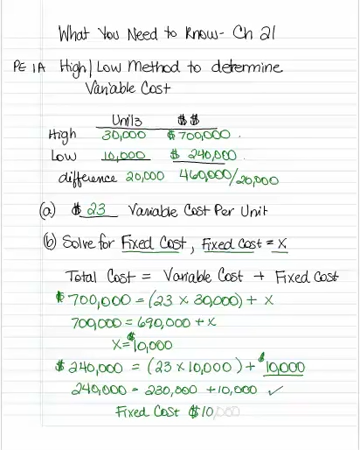 What You Need to Know - Ch 21
PE 1A High/Low Method to determine
Variable Cost
Units $$
High 30,000 $700,000.
Low 10,000 $ 240,000
difference 20,000 460,000/20,000
(a) $ 23 Variable Cost Per Unit
(b) Solve for Fixed Cost, Fixed Cost = X
Total Cost = Variable Cost + Fixed Cost
$700,000 = (23 x 30,000) + x
700,000 = 690,000 + x
x = $10,000
$240,000 = (23 x 10,000) + $10,000
240,000 = 230,000 + 10,000 ✓
Fixed Cost $10,000